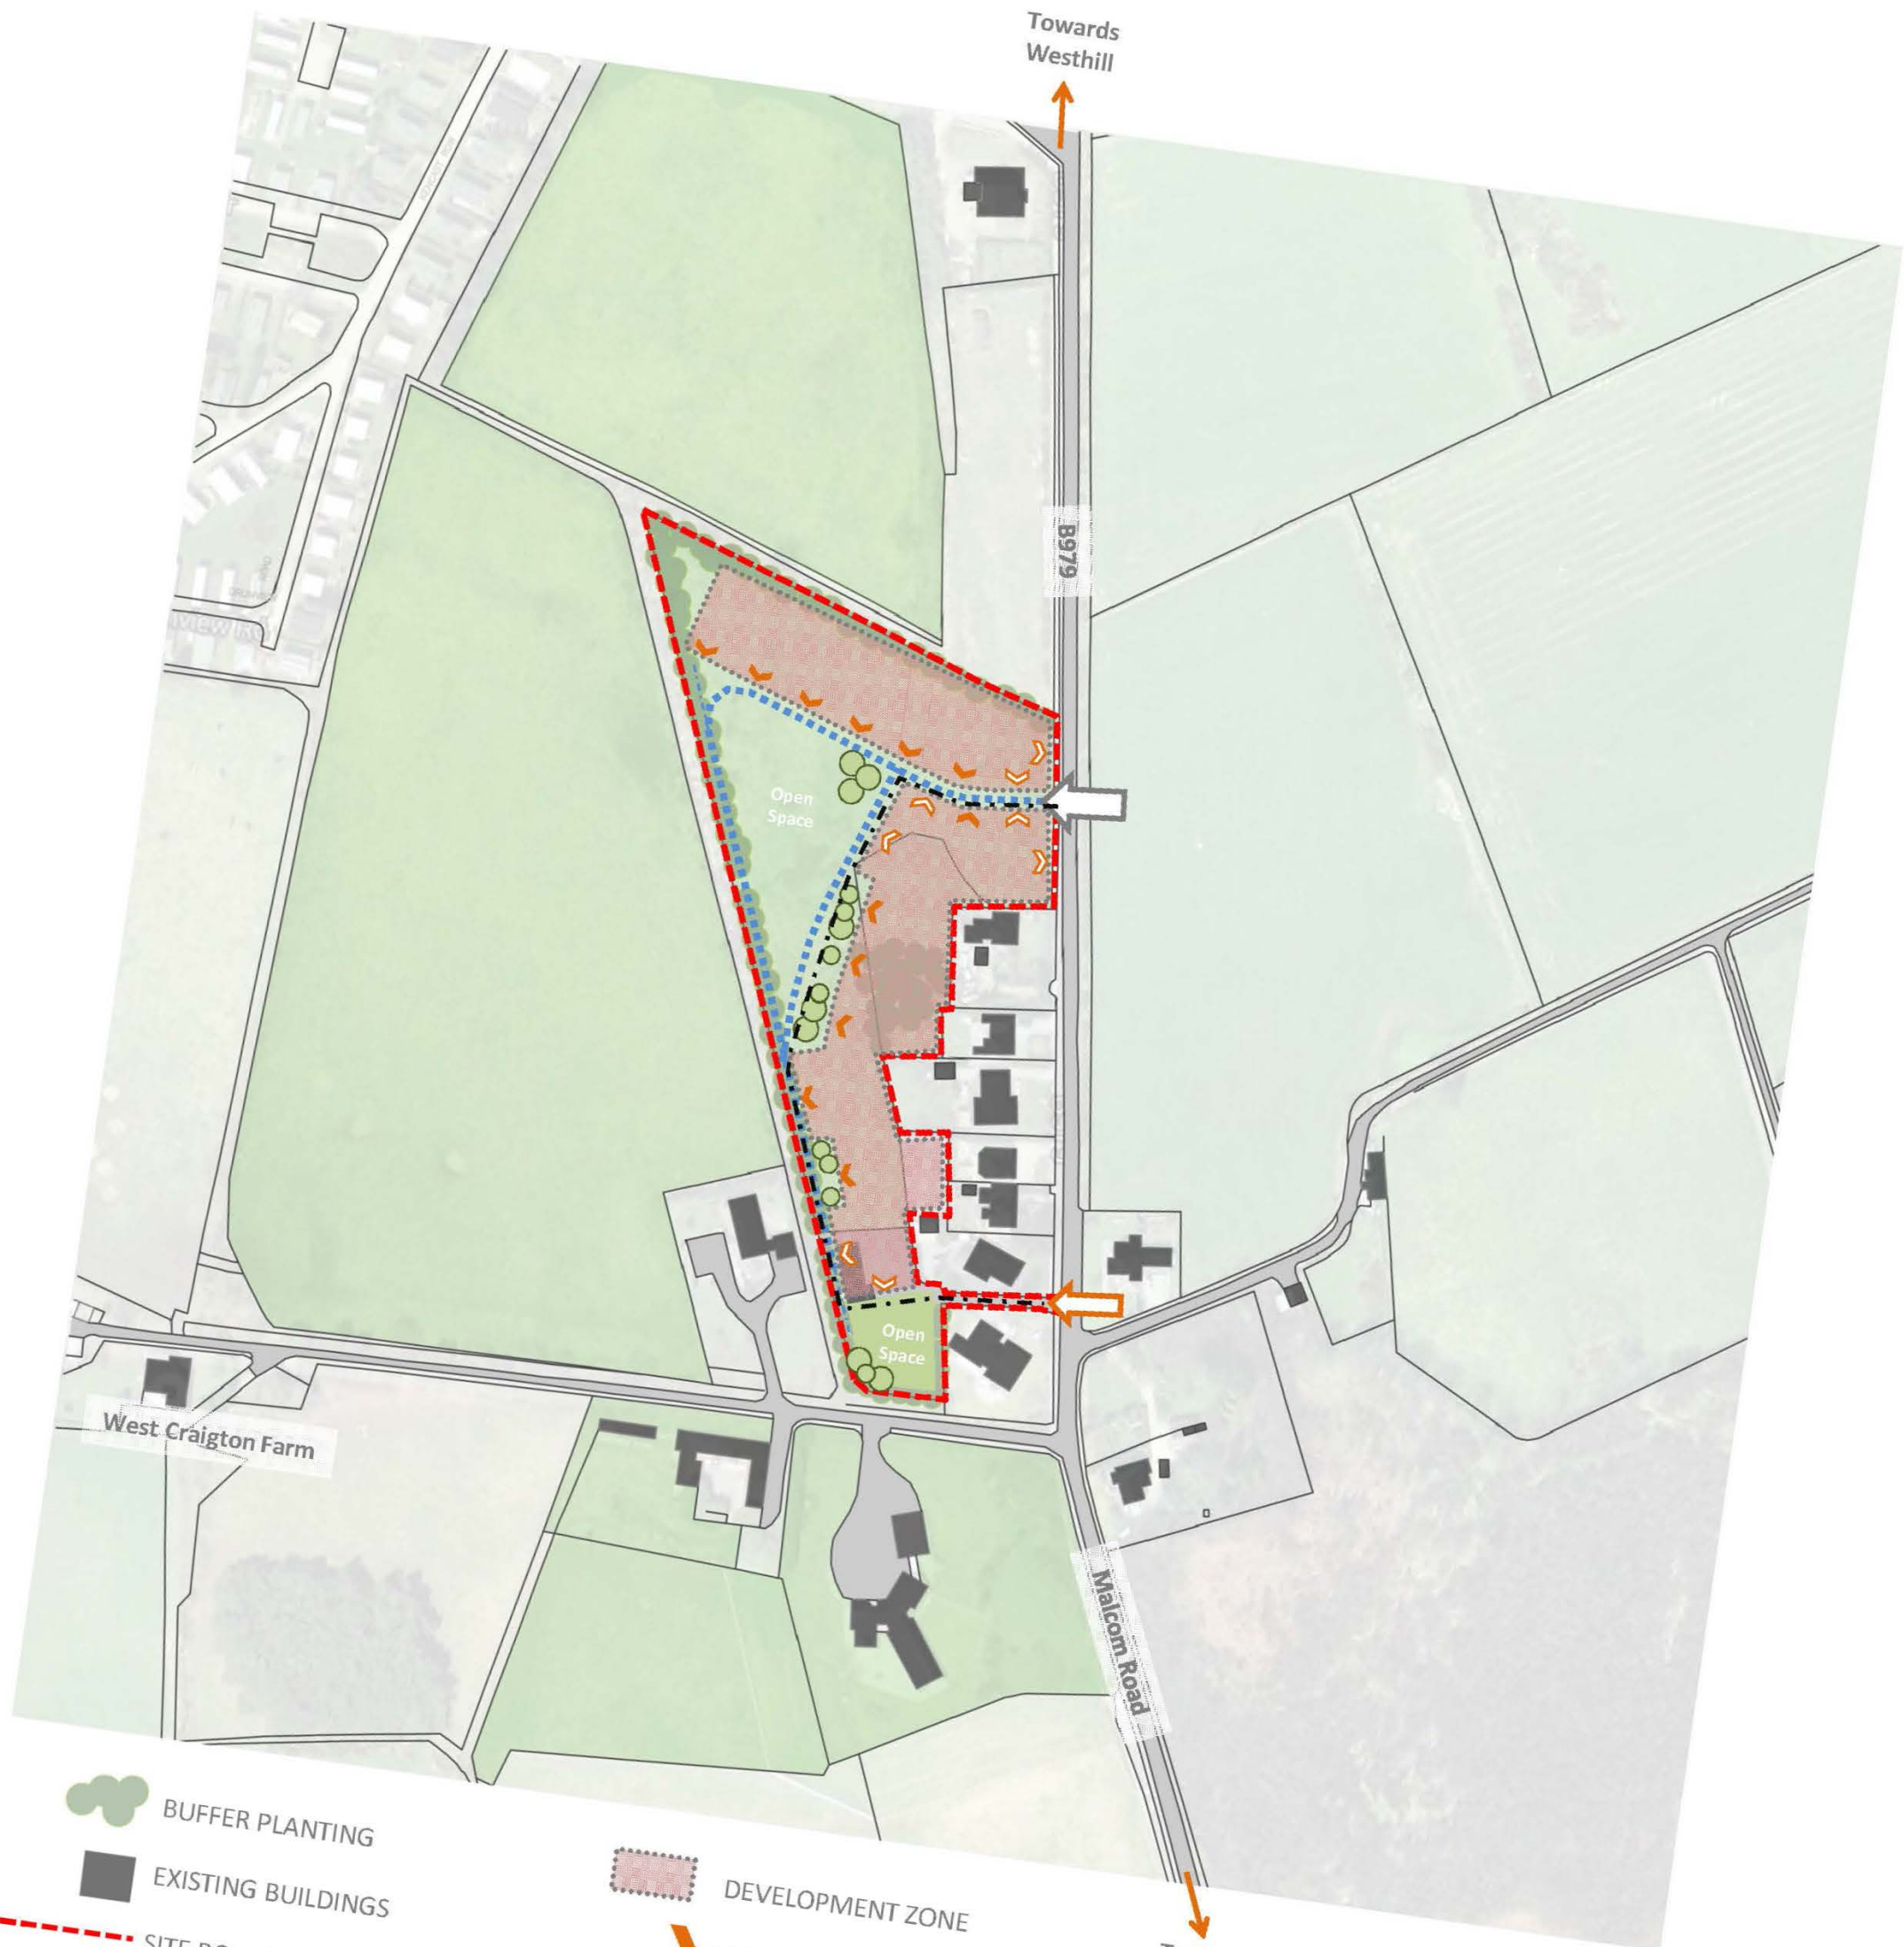 Towards
Westhill
B979
Open
Space
Open
Space
West Craigton Farm
Malcom Road
BUFFER PLANTING
EXISTING BUILDINGS
DEVELOPMENT ZONE